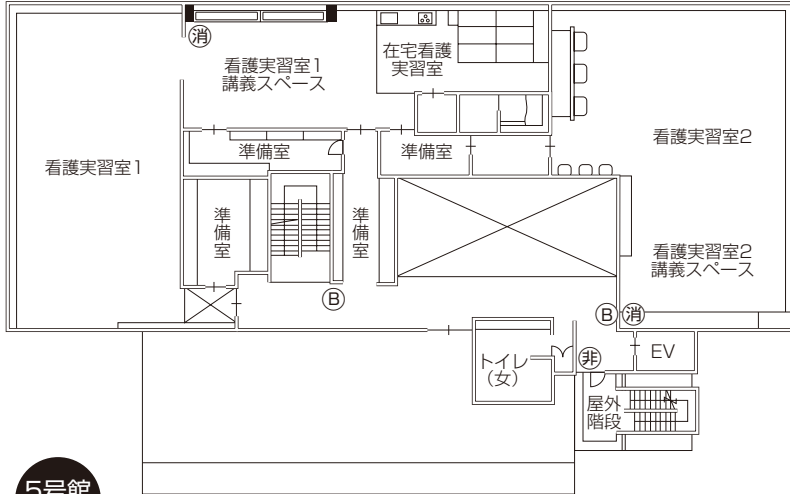 消
看護実習室1
講義スペース
在宅看護
実習室
看護実習室1
準備室
準備室
看護実習室2
準備室
準備室
看護実習室2
講義スペース
B
B
消
トイレ
(女)
非
EV
屋外
階段
5号館